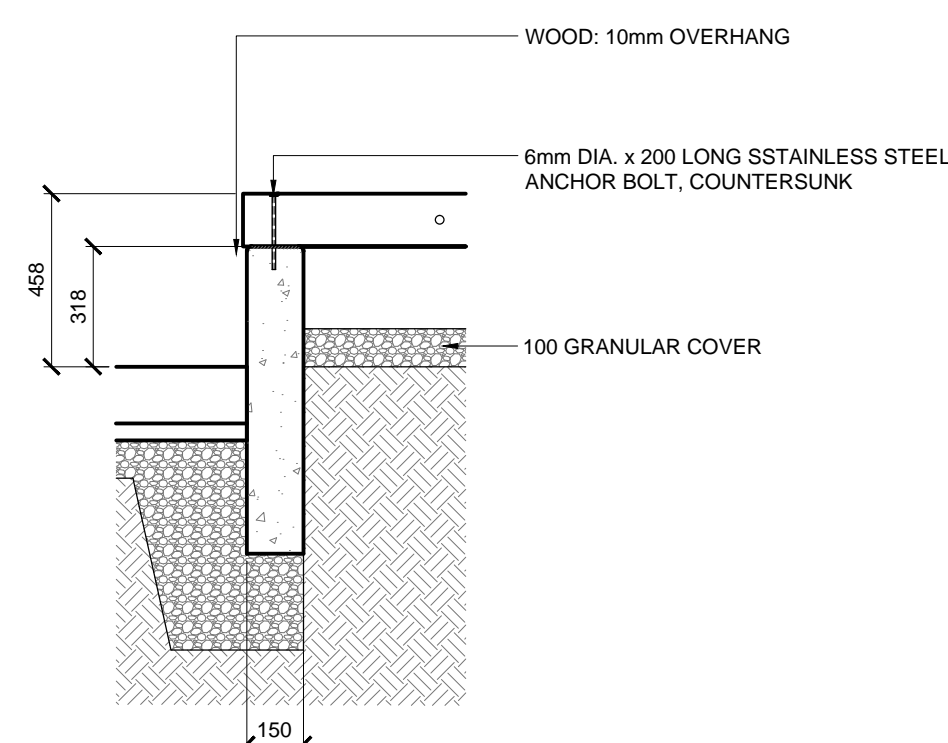 WOOD: 10mm OVERHANG
6mm DIA. x 200 LONG SSTAINLESS STEEL
ANCHOR BOLT, COUNTERSUNK
458
318
100 GRANULAR COVER
150